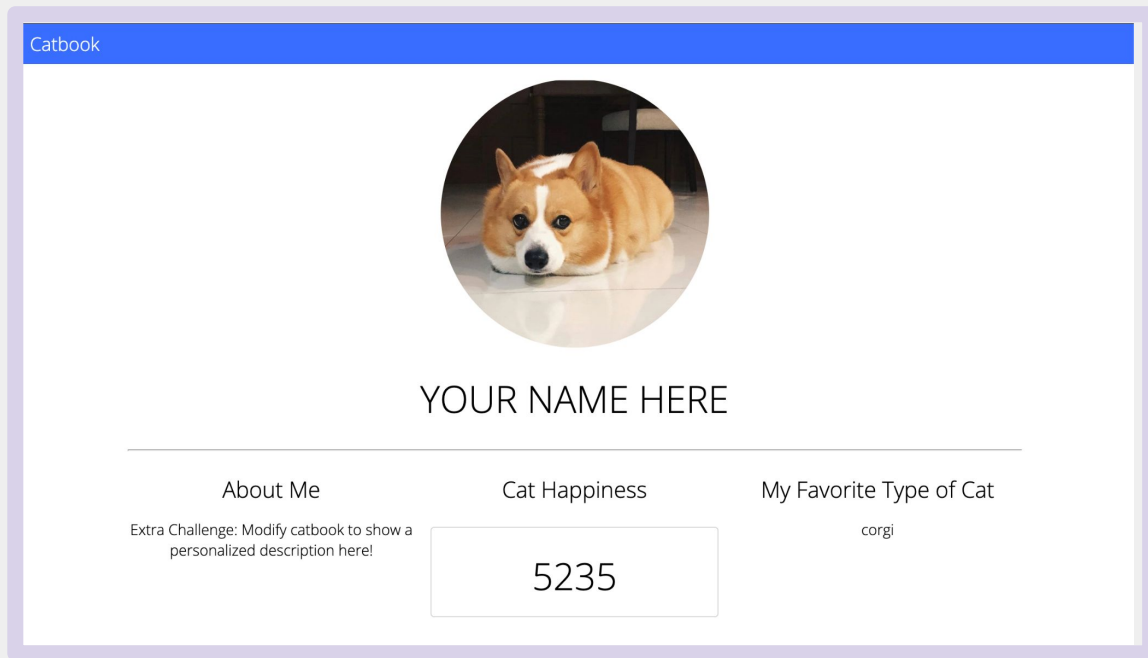 Catbook
YOUR NAME HERE
About Me
Extra Challenge: Modify catbook to show a
personalized description here!
Cat Happiness
5235
My Favorite Type of Cat
corgi